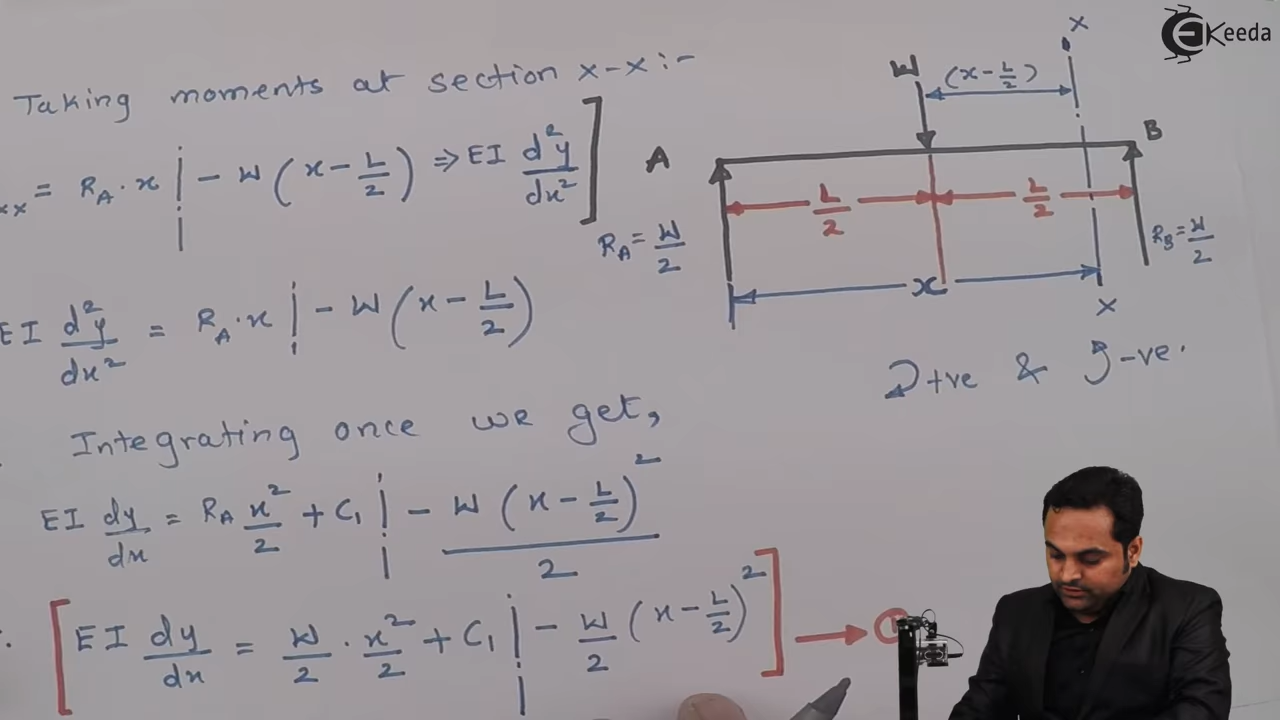 Taking moments at section x-x :-
xx = RA·x | - W(x - L/2) ⇒ EI d²y/dx² ]
EI d²y/dx² = RA·x | - W(x - L/2)
Integrating once we get,
EI dy/dx = RA x²/2 + C₁ | - W(x - L/2)²/2
[ EI dy/dx = W/2 · x²/2 + C₁ | - W/2 (x - L/2)² ] →
EKeeda
x
W
(x - L/2)
A
B
L/2
L/2
RA = W/2
RB = W/2
x
x
+ve & -ve.